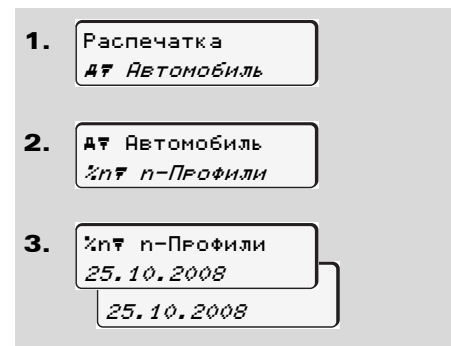 1.
Распечатка
A▼ Автомобиль
2.
A▼ Автомобиль
%n▼ n-Профили
3.
%n▼ n-Профили
25.10.2008
25.10.2008